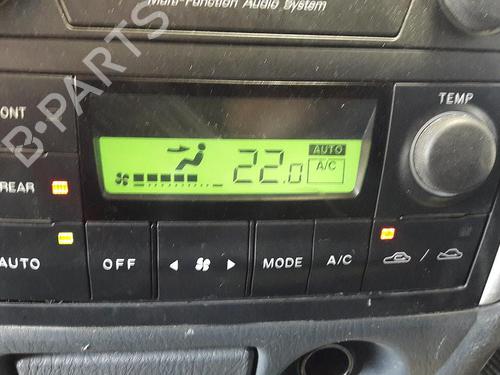 Multi-Function Audio System
B-PARTS
ONT
TEMP
AUTO
22.0
A/C
REAR
AUTO
OFF
MODE
A/C
/